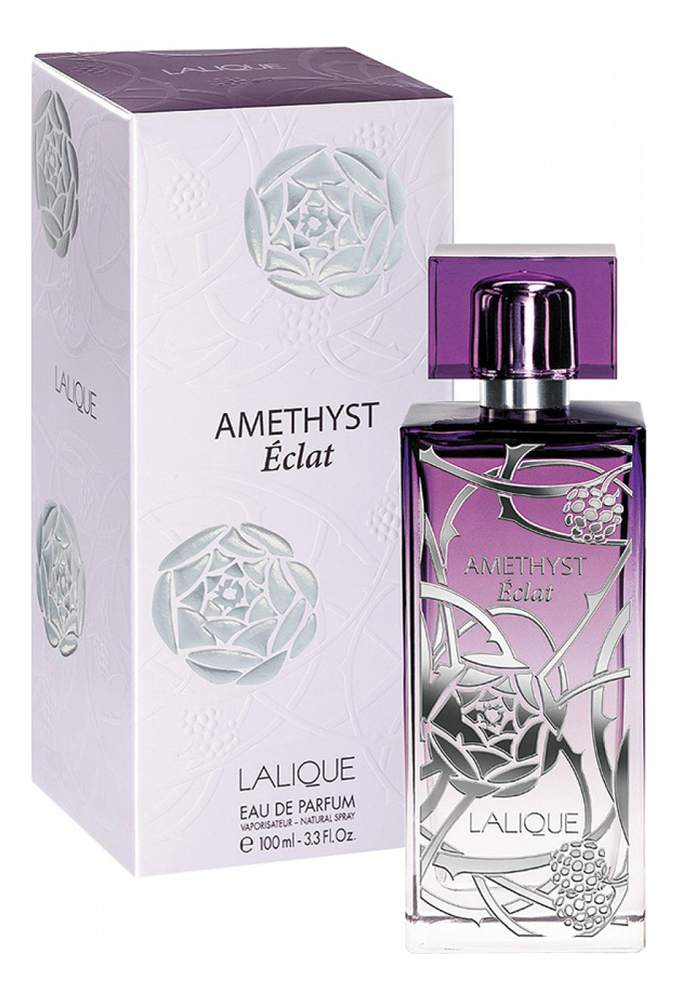 LALIQUE
LALIQUE
AMETHYST
Éclat
LALIQUE
EAU DE PARFUM
VAPORISATEUR – NATURAL SPRAY
℮ 100 ml - 3.3 Fl.Oz.
AMETHYST
Éclat
LALIQUE